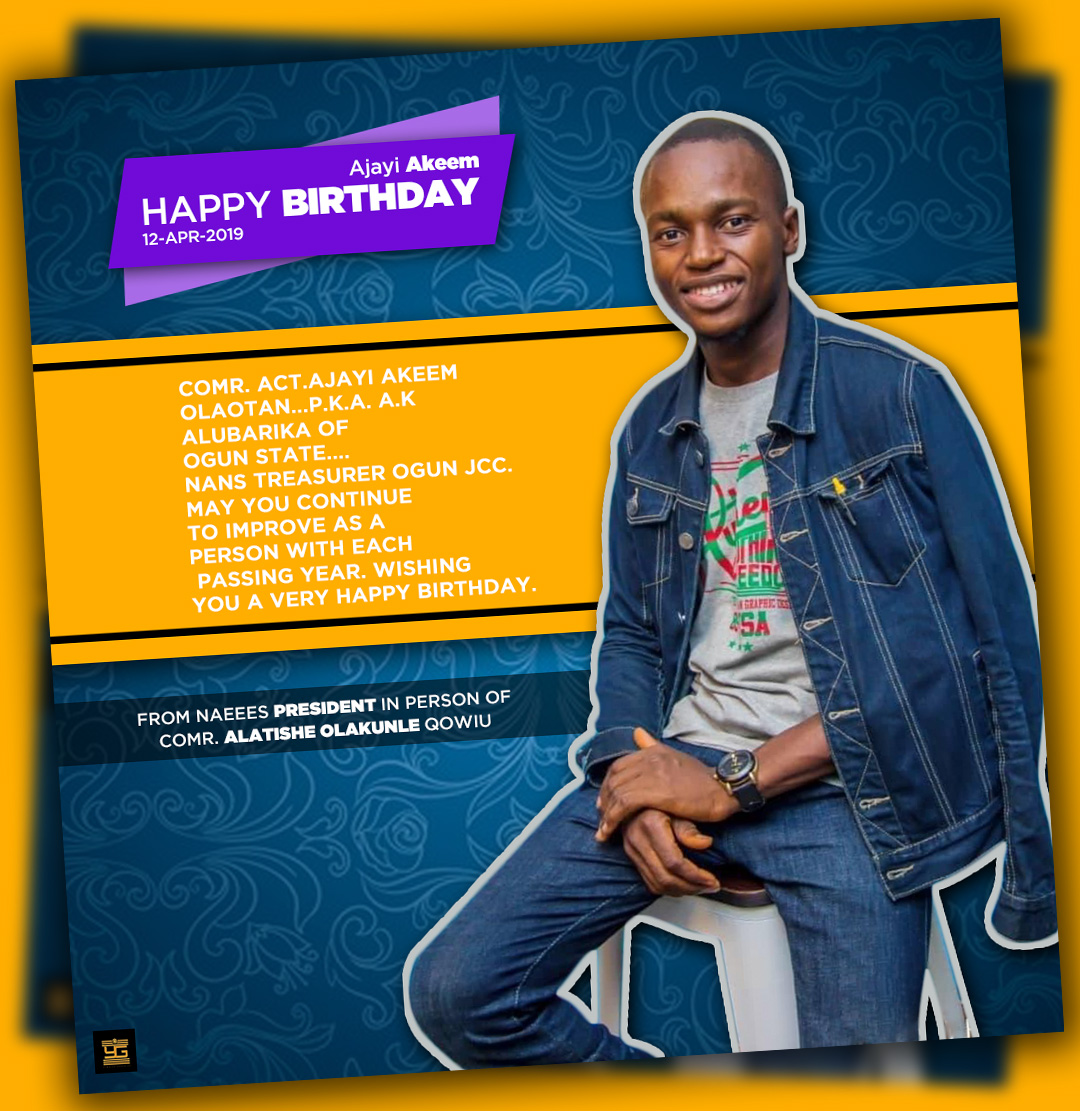 Ajayi Akeem
HAPPY BIRTHDAY
12-APR-2019
COMR. ACT.AJAYI AKEEM
OLAOTAN...P.K.A. A.K
ALUBARIKA OF
OGUN STATE....
NANS TREASURER OGUN JCC.
MAY YOU CONTINUE
TO IMPROVE AS A
PERSON WITH EACH
PASSING YEAR. WISHING
YOU A VERY HAPPY BIRTHDAY.
FROM NAEEES PRESIDENT IN PERSON OF
COMR. ALATISHE OLAKUNLE QOWIU